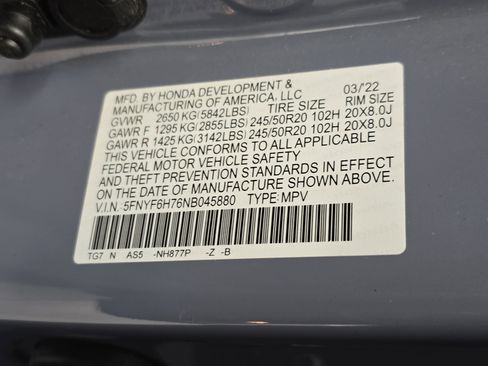 MFD. BY HONDA DEVELOPMENT &
MANUFACTURING OF AMERICA, LLC 03/'22
GVWR 2650 KG(5842LBS) TIRE SIZE RIM SIZE
GAWR F 1295 KG(2855LBS) 245/50R20 102H 20X8.0J
GAWR R 1425 KG(3142LBS) 245/50R20 102H 20X8.0J
THIS VEHICLE CONFORMS TO ALL APPLICABLE
FEDERAL MOTOR VEHICLE SAFETY
AND THEFT PREVENTION STANDARDS IN EFFECT
ON THE DATE OF MANUFACTURE SHOWN ABOVE.
V.I.N.: 5FNYF6H76NB045880 TYPE: MPV
TG7 N AS5 -NH877P -Z -B